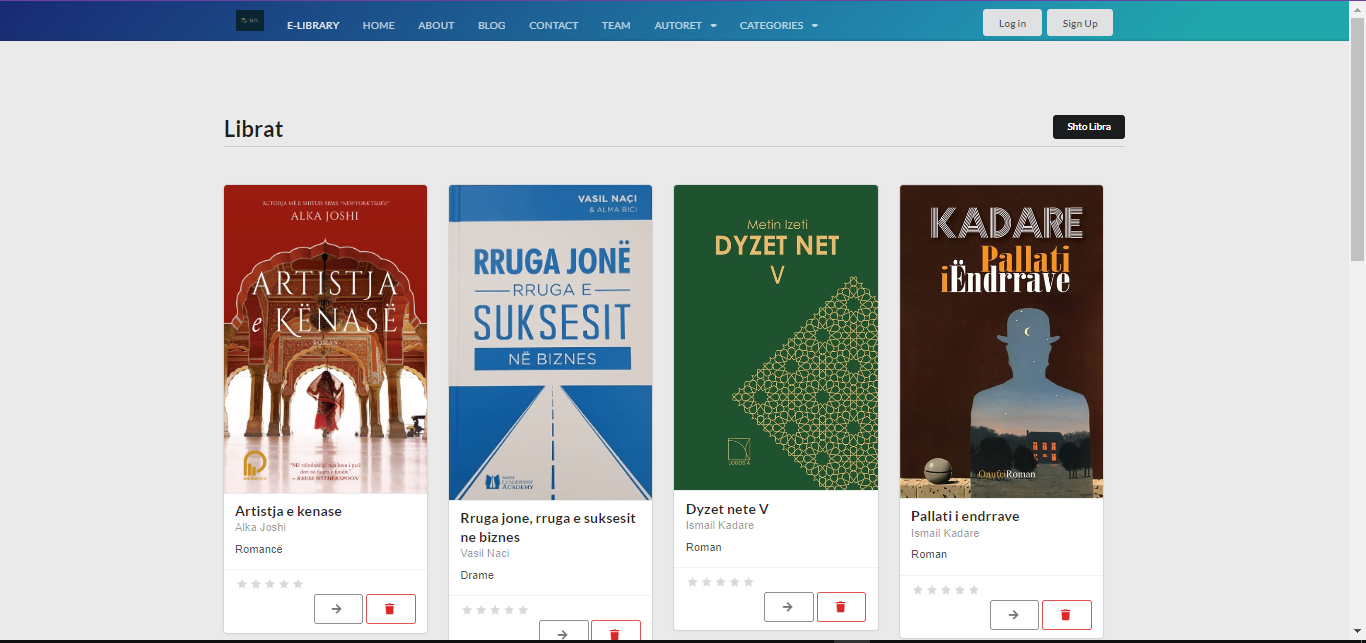 E-LIBRARY HOME ABOUT BLOG CONTACT TEAM AUTORET CATEGORIES Log in Sign Up
Librat
Shto Libra
AUTORJA MË E SHITUR SIPAS "NEW YORK TIMES"
ALKA JOSHI
ARTISTJA
e KËNASË
ROMAN
– REESE WITHERSPOON
Artistja e kenase
Alka Joshi
Romancë
VASIL NAÇI
& ALMA BICI
RRUGA JONË
RRUGA E
SUKSESIT
NË BIZNES
LEADERSHIP
ACADEMY
Rruga jone, rruga e suksesit
ne biznes
Vasil Naci
Drame
Metin Izeti
DYZET NET
V
LOGOS-A
Dyzet nete V
Ismail Kadare
Roman
KADARE
Pallati
i Ëndrrave
OnufriRoman
Pallati i endrrave
Ismail Kadare
Roman